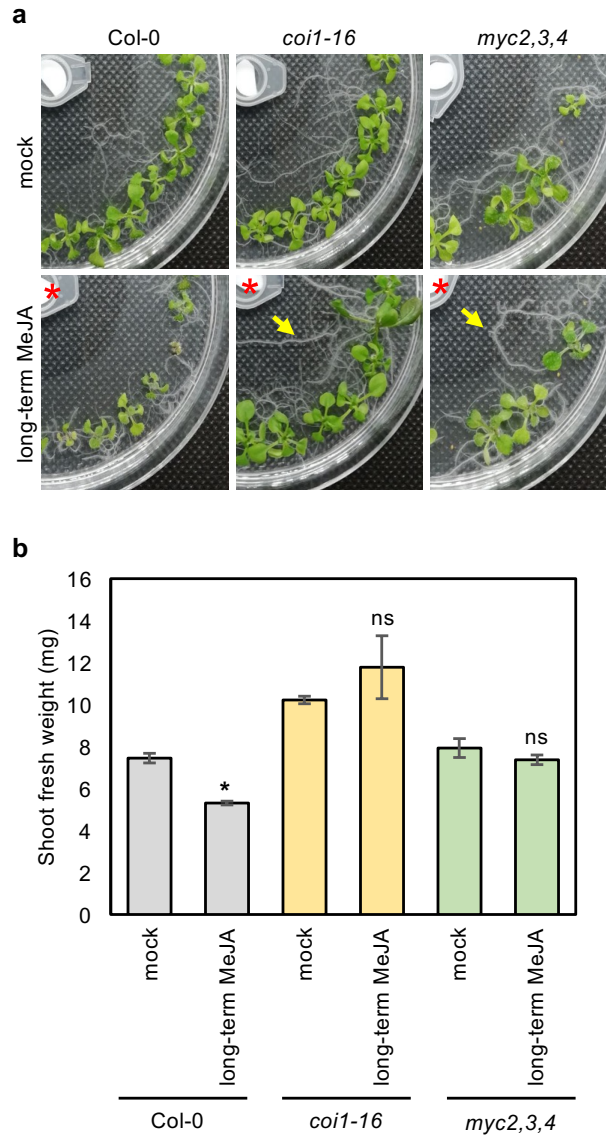 a
Col-0
coi1-16
myc2,3,4
mock
long-term MeJA
*
*
*
b
Shoot fresh weight (mg)
16
14
12
10
8
6
4
2
0
*
ns
ns
mock
long-term MeJA
mock
long-term MeJA
mock
long-term MeJA
Col-0
coi1-16
myc2,3,4